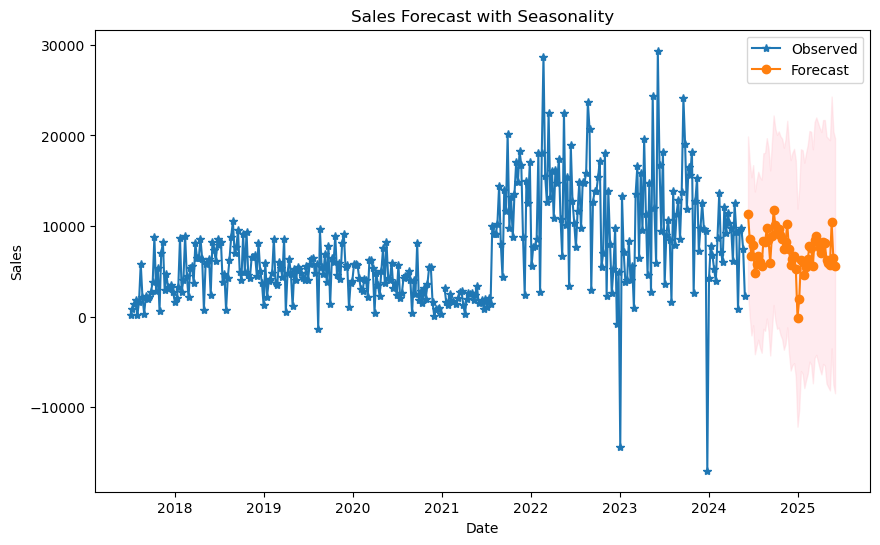 Sales Forecast with Seasonality
Observed
Forecast
30000
20000
10000
0
−10000
Sales
2018
2019
2020
2021
2022
2023
2024
2025
Date